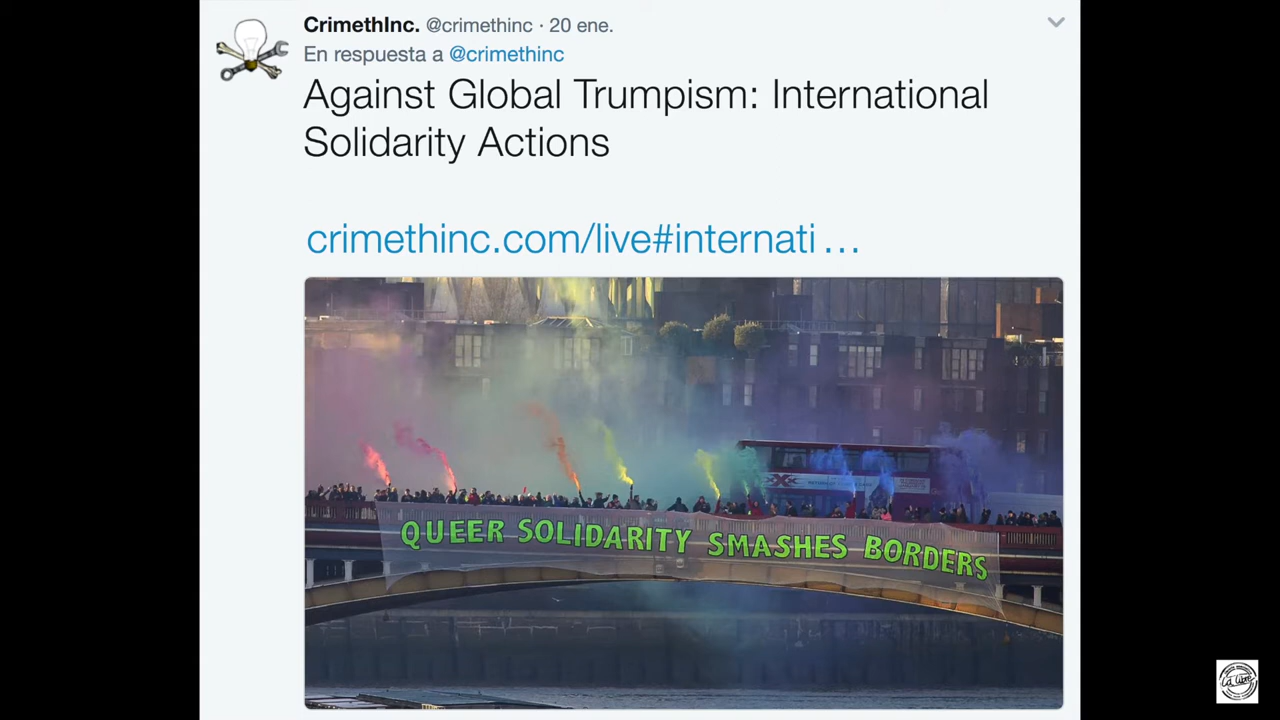 CrimethInc. @crimethinc · 20 ene.
En respuesta a @crimethinc
Against Global Trumpism: International
Solidarity Actions
crimethinc.com/live#internati …
QUEER SOLIDARITY SMASHES BORDERS